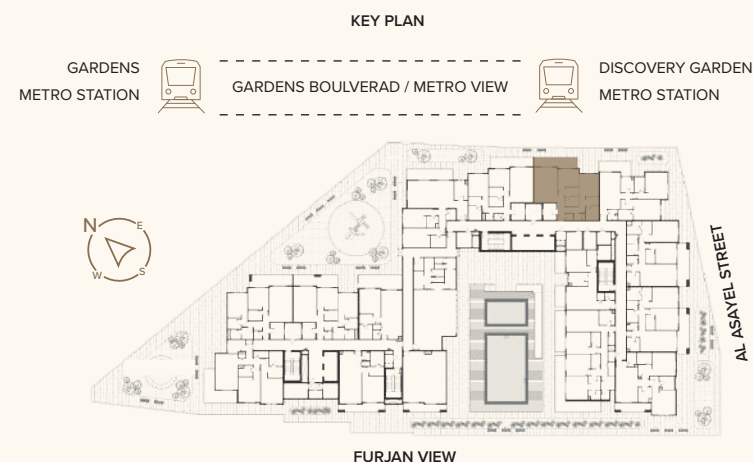 KEY PLAN
GARDENS
METRO STATION
GARDENS BOULVERAD / METRO VIEW
DISCOVERY GARDEN
METRO STATION
N
E
W
S
AL ASAYEL STREET
FURJAN VIEW